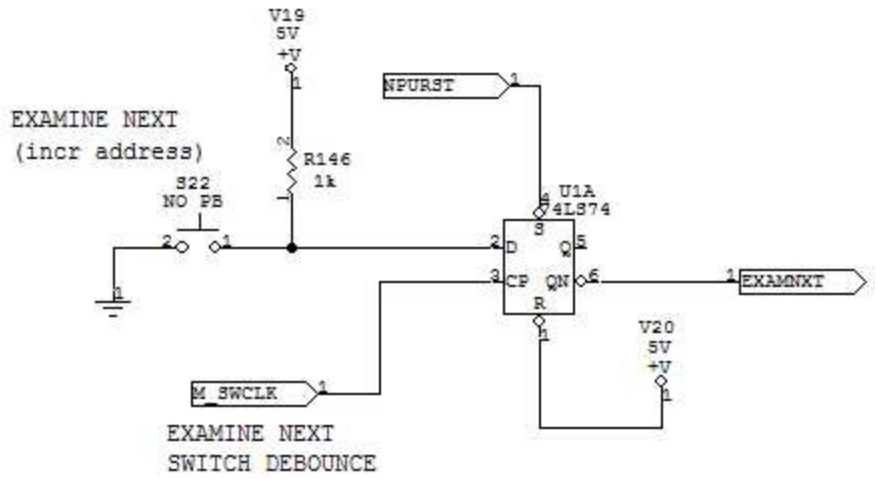 V19
5V
+V
1
NPURST 1
EXAMINE NEXT
(incr address)
2
R146
1k
1
S22
NO PB
2 1
1
4 U1A
74LS74
S
2 D Q 5
3 CP QN 6
R
1
1 EXAMNXT
V20
5V
+V
1
M_SWCLK 1
EXAMINE NEXT
SWITCH DEBOUNCE